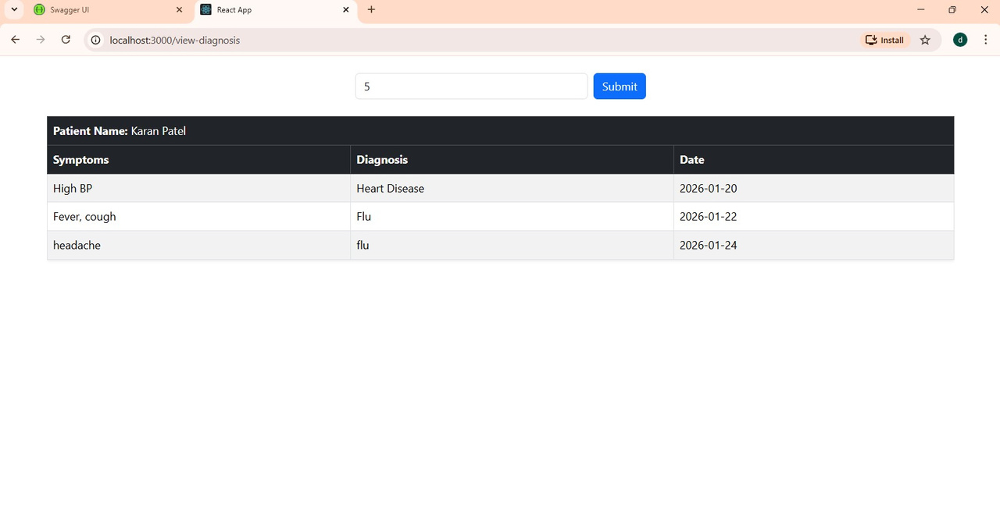 Swagger UI
React App
localhost:3000/view-diagnosis
Install
d
5
Submit
Patient Name: Karan Patel
Symptoms Diagnosis Date
High BP Heart Disease 2026-01-20
Fever, cough Flu 2026-01-22
headache flu 2026-01-24